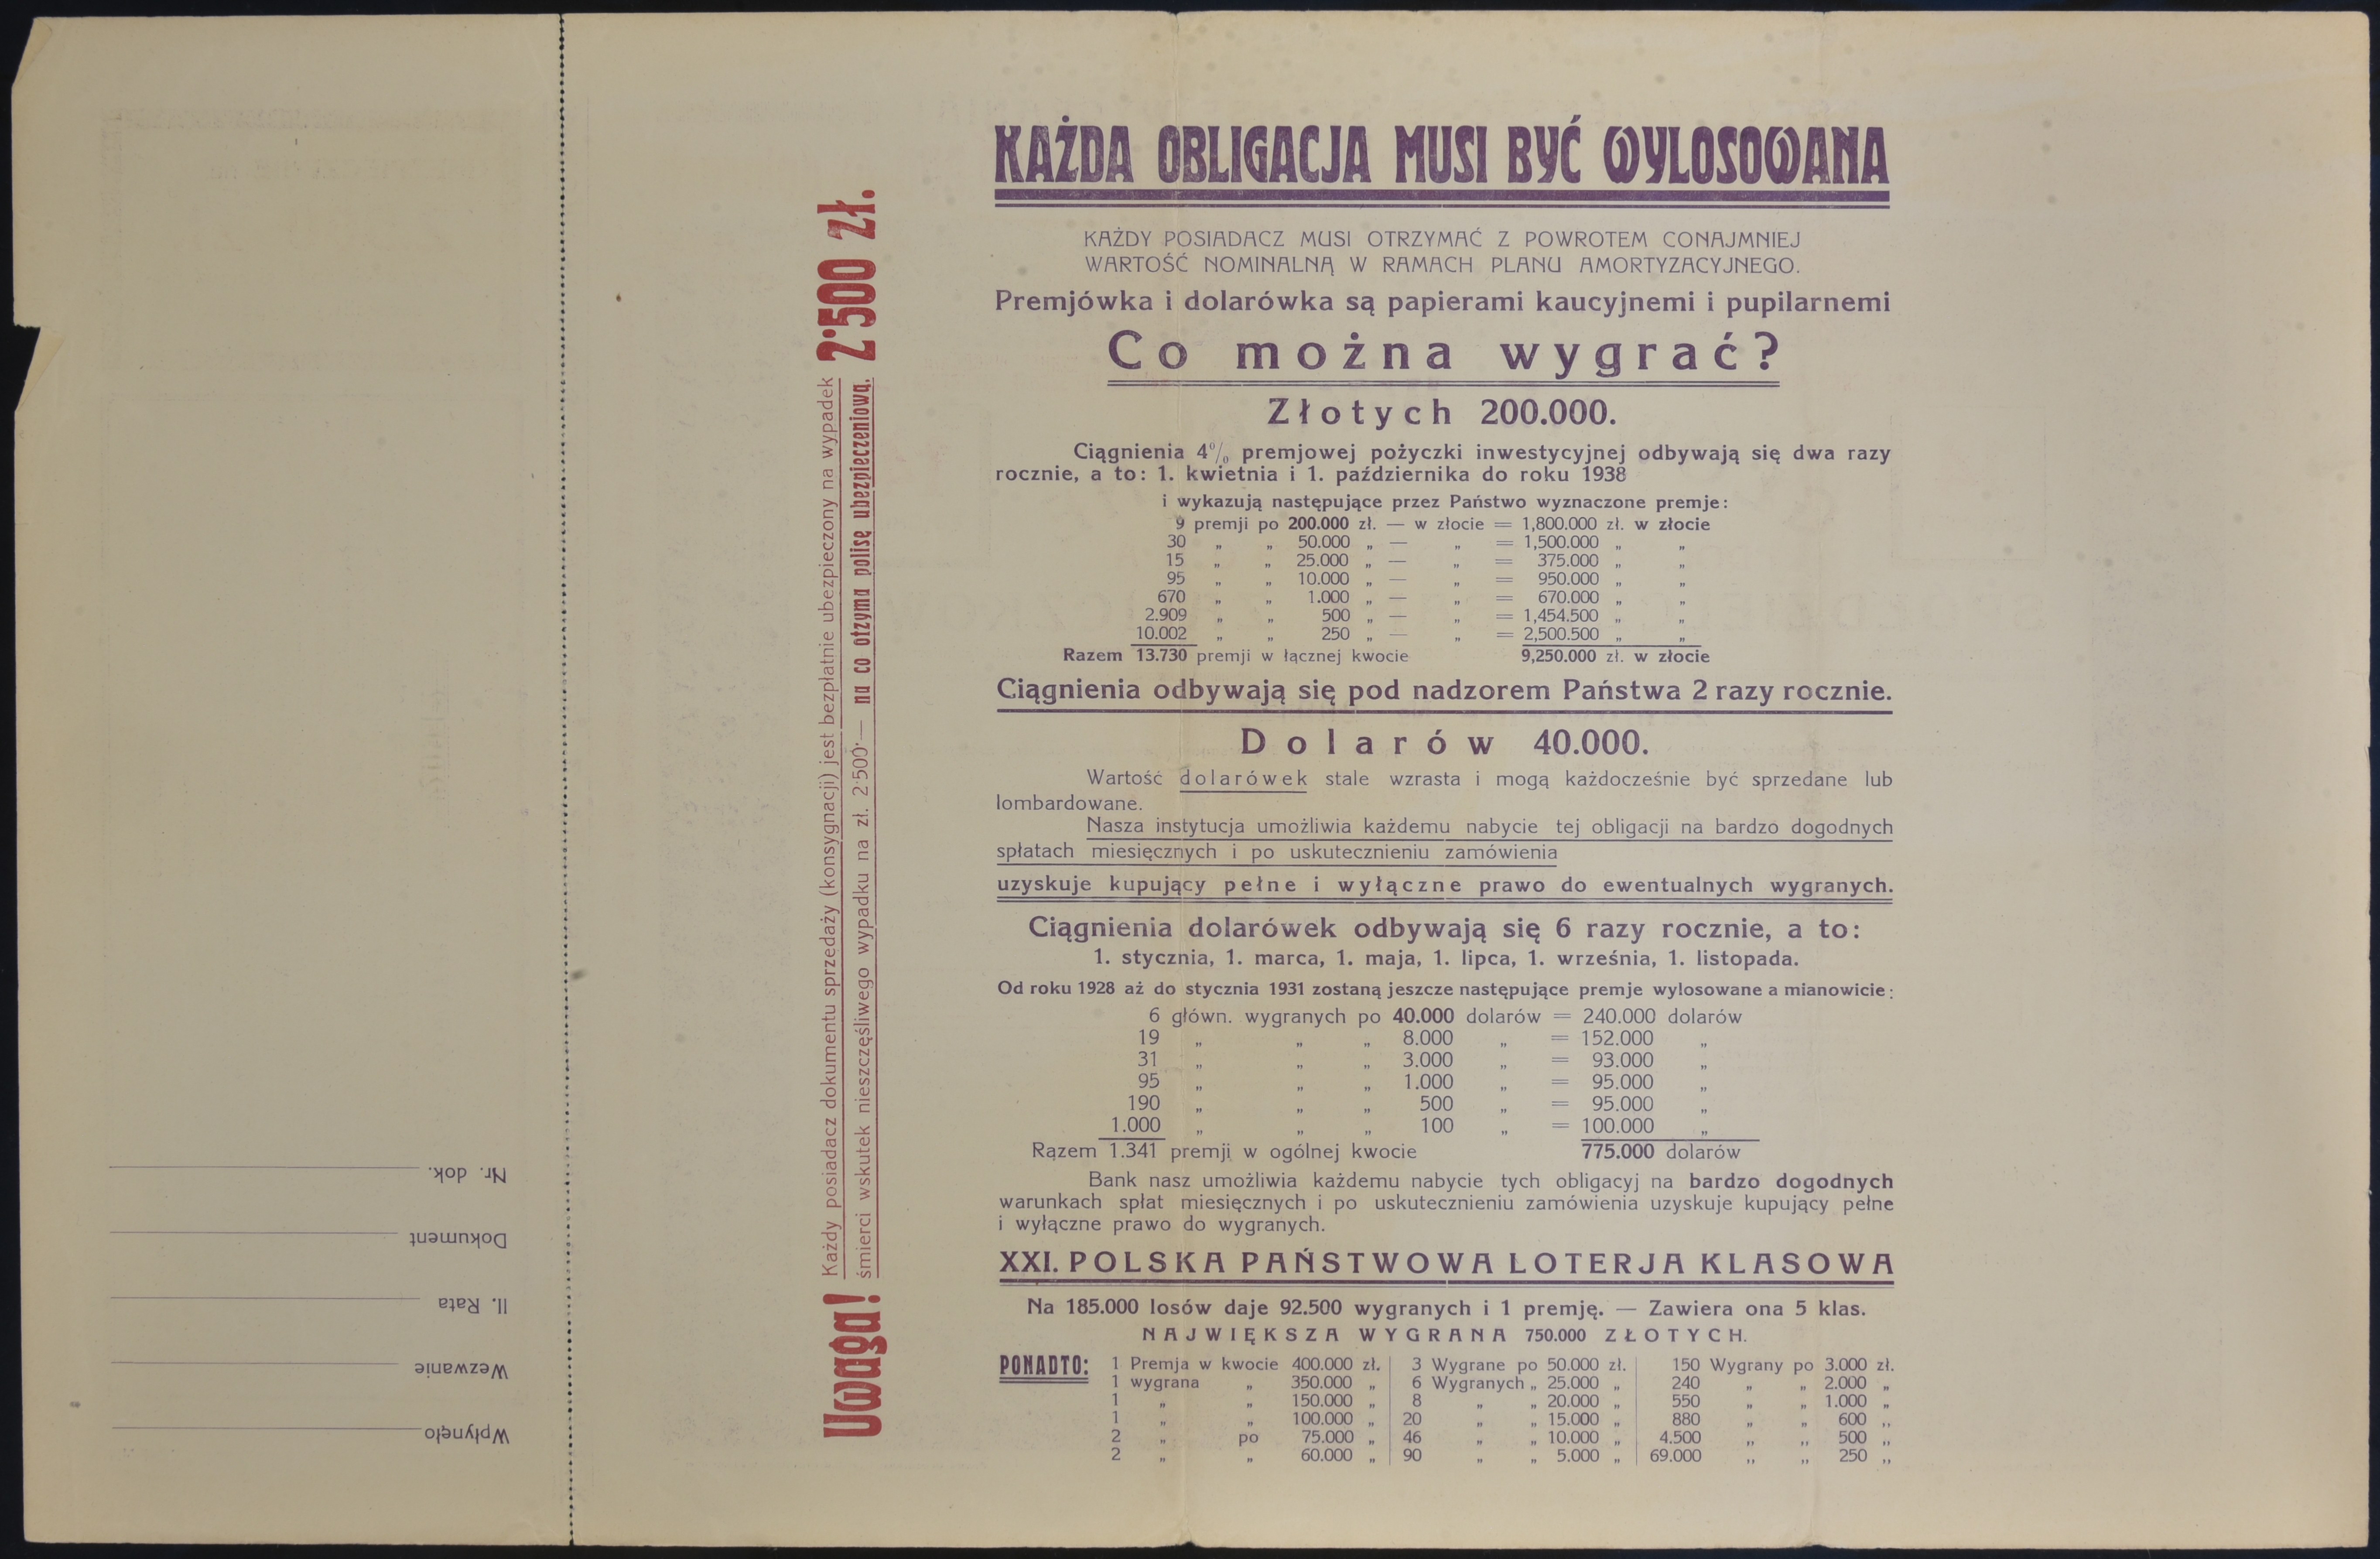 KAŻDA OBLIGACJA MUSI BYĆ WYLOSOWANA
KAŻDY POSIADACZ MUSI OTRZYMAĆ Z POWROTEM CONAJMNIEJ
WARTOŚĆ NOMINALNĄ W RAMACH PLANU AMORTYZACYJNEGO.
Premjówka i dolarówka są papierami kaucyjnemi i pupilarnemi
Co można wygrać?
Złotych 200.000.
Ciągnienia 4% premjowej pożyczki inwestycyjnej odbywają się dwa razy
rocznie, a to: 1. kwietnia i 1. października do roku 1938
i wykazują następujące przez Państwo wyznaczone premje:
9 premji po 200.000 zł. — w złocie = 1,800.000 zł. w złocie
30 „ „ 50.000 „ — „ = 1,500.000 „ „
15 „ „ 25.000 „ — „ = 375.000 „ „
95 „ „ 10.000 „ — „ = 950.000 „ „
670 „ „ 1.000 „ — „ = 670.000 „ „
2.909 „ „ 500 „ — „ = 1,454.500 „ „
10.002 „ „ 250 „ — „ = 2,500.500 „ „
Razem 13.730 premji w łącznej kwocie 9,250.000 zł. w złocie
Ciągnienia odbywają się pod nadzorem Państwa 2 razy rocznie.
Dolarów 40.000.
Wartość dolarówek stale wzrasta i mogą każdocześnie być sprzedane lub
lombardowane.
Nasza instytucja umożliwia każdemu nabycie tej obligacji na bardzo dogodnych
spłatach miesięcznych i po uskutecznieniu zamówienia
uzyskuje kupujący pełne i wyłączne prawo do ewentualnych wygranych.
Ciągnienia dolarówek odbywają się 6 razy rocznie, a to:
1. stycznia, 1. marca, 1. maja, 1. lipca, 1. września, 1. listopada.
Od roku 1928 aż do stycznia 1931 zostaną jeszcze następujące premje wylosowane a mianowicie:
6 główn. wygranych po 40.000 dolarów = 240.000 dolarów
19 „ „ „ 8.000 „ = 152.000 „
31 „ „ „ 3.000 „ = 93.000 „
95 „ „ „ 1.000 „ = 95.000 „
190 „ „ „ 500 „ = 95.000 „
1.000 „ „ „ 100 „ = 100.000 „
Razem 1.341 premji w ogólnej kwocie 775.000 dolarów
Bank nasz umożliwia każdemu nabycie tych obligacyj na bardzo dogodnych
warunkach spłat miesięcznych i po uskutecznieniu zamówienia uzyskuje kupujący pełne
i wyłączne prawo do wygranych.
XXI. POLSKA PAŃSTWOWA LOTERJA KLASOWA
Na 185.000 losów daje 92.500 wygranych i 1 premję. — Zawiera ona 5 klas.
NAJWIĘKSZA WYGRANA 750.000 ZŁOTYCH.
PONADTO:
1 Premja w kwocie 400.000 zł.
1 wygrana „ 350.000 „
1 „ „ 150.000 „
1 „ „ 100.000 „
2 „ po 75.000 „
2 „ „ 60.000 „
3 Wygrane po 50.000 zł.
6 Wygranych „ 25.000 „
8 „ „ 20.000 „
20 „ „ 15.000 „
46 „ „ 10.000 „
90 „ „ 5.000 „
150 Wygrany po 3.000 zł.
240 „ „ 2.000 „
550 „ „ 1.000 „
880 „ „ 600 „
4.500 „ „ 500 „
69.000 „ „ 250 „
Uwaga!
Każdy posiadacz dokumentu sprzedaży (konsygnacji) jest bezpłatnie ubezpieczony na wypadek
śmierci wskutek nieszczęśliwego wypadku na zł. 2·500·— na co otzyma polisę ubezpieczeniową.
2·500 zł.
Wpłynęło
Wezwanie
II. Rata
Dokument
Nr. dok.